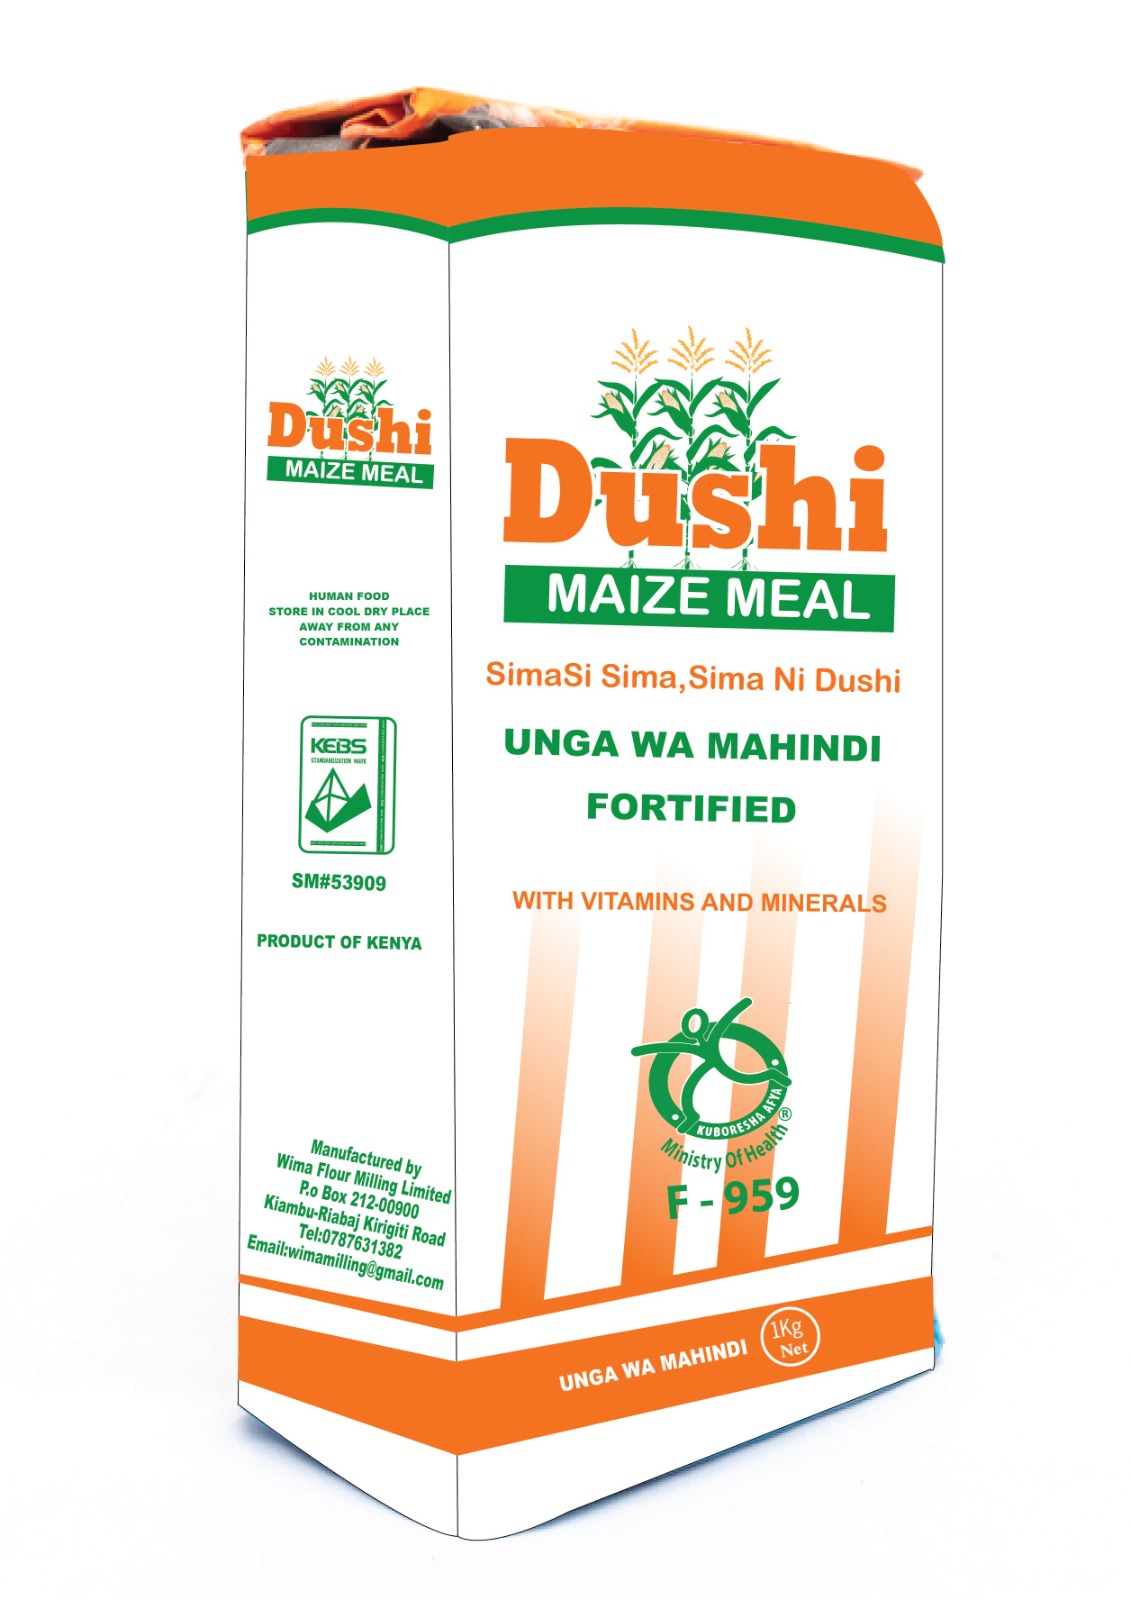 Dushi
MAIZE MEAL
HUMAN FOOD
STORE IN COOL DRY PLACE
AWAY FROM ANY
CONTAMINATION
KEBS
STANDARDIZATION MARK
SM#53909
PRODUCT OF KENYA
Manufactured by
Wima Flour Milling Limited
P.o Box 212-00900
Kiambu-Riabaj Kirigiti Road
Tel:0787631382
Email:wimamilling@gmail.com
Dushi
MAIZE MEAL
SimaSi Sima,Sima Ni Dushi
UNGA WA MAHINDI
FORTIFIED
WITH VITAMINS AND MINERALS
KUBORESHA AFYA
Ministry Of Health®
F - 959
UNGA WA MAHINDI
1Kg
Net